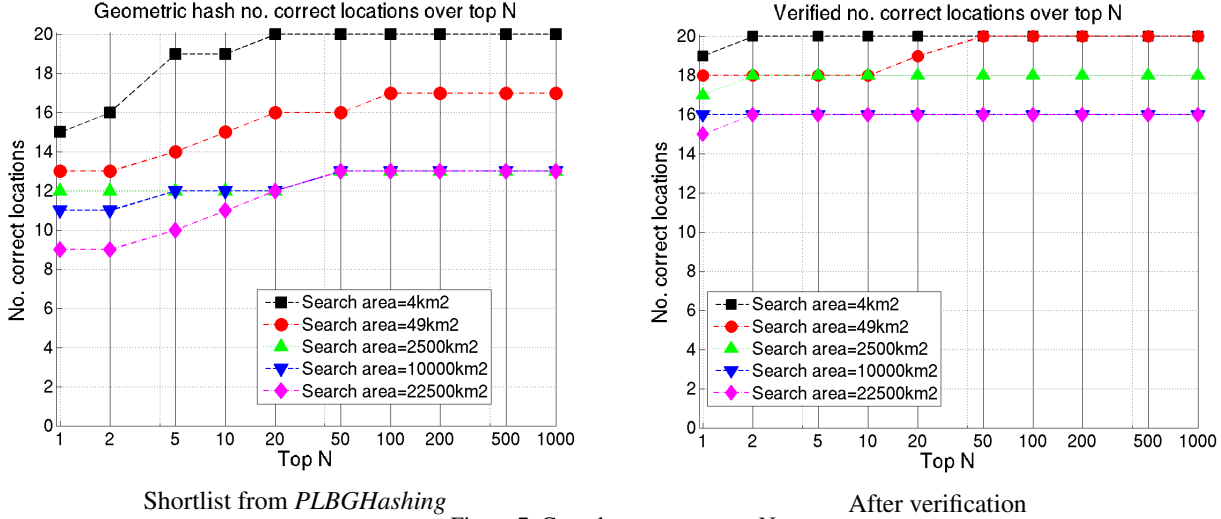 Geometric hash no. correct locations over top N
20
18
16
14
12
10
8
6
4
2
0
No. correct locations
Search area=4km2
Search area=49km2
Search area=2500km2
Search area=10000km2
Search area=22500km2
1 2 5 10 20 50 100 200 500 1000
Top N
Shortlist from PLBGHashing
Verified no. correct locations over top N
20
18
16
14
12
10
8
6
4
2
0
No. correct locations
Search area=4km2
Search area=49km2
Search area=2500km2
Search area=10000km2
Search area=22500km2
1 2 5 10 20 50 100 200 500 1000
Top N
After verification